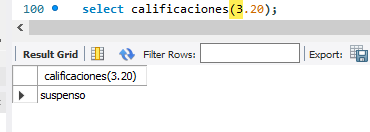 100 select calificaciones(3.20);
Result Grid Filter Rows: Export:
calificaciones(3.20)
suspenso